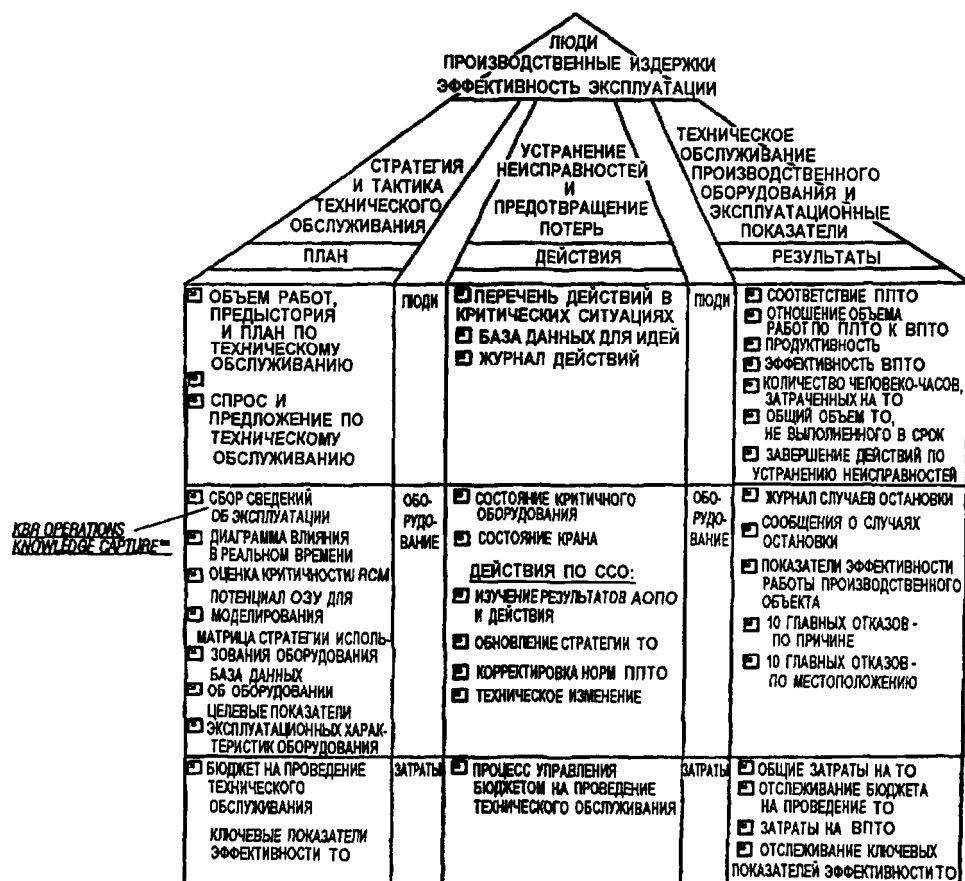 ЛЮДИ
ПРОИЗВОДСТВЕННЫЕ ИЗДЕРЖКИ
ЭФФЕКТИВНОСТЬ ЭКСПЛУАТАЦИИ
СТРАТЕГИЯ
И ТАКТИКА
ТЕХНИЧЕСКОГО
ОБСЛУЖИВАНИЯ
УСТРАНЕНИЕ
НЕИСПРАВНОСТЕЙ
И
ПРЕДОТВРАЩЕНИЕ
ПОТЕРЬ
ТЕХНИЧЕСКОЕ
ОБСЛУЖИВАНИЕ
ПРОИЗВОДСТВЕННОГО
ОБОРУДОВАНИЯ И
ЭКСПЛУАТАЦИОННЫЕ
ПОКАЗАТЕЛИ
ПЛАН
ДЕЙСТВИЯ
РЕЗУЛЬТАТЫ
ОБЪЕМ РАБОТ,
ПРЕДЫСТОРИЯ
И ПЛАН ПО
ТЕХНИЧЕСКОМУ
ОБСЛУЖИВАНИЮ
СПРОС И
ПРЕДЛОЖЕНИЕ ПО
ТЕХНИЧЕСКОМУ
ОБСЛУЖИВАНИЮ
ЛЮДИ
ПЕРЕЧЕНЬ ДЕЙСТВИЙ В
КРИТИЧЕСКИХ СИТУАЦИЯХ
БАЗА ДАННЫХ ДЛЯ ИДЕЙ
ЖУРНАЛ ДЕЙСТВИЙ
ЛЮДИ
СООТВЕТСТВИЕ ПЛТО
ОТНОШЕНИЕ ОБЪЕМА
РАБОТ ПО ПЛТО К ВПТО
ПРОДУКТИВНОСТЬ
ЭФФЕКТИВНОСТЬ ВПТО
КОЛИЧЕСТВО ЧЕЛОВЕКО-ЧАСОВ,
ЗАТРАЧЕННЫХ НА ТО
ОБЩИЙ ОБЪЕМ ТО,
НЕ ВЫПОЛНЕННОГО В СРОК
ЗАВЕРШЕНИЕ ДЕЙСТВИЙ ПО
УСТРАНЕНИЮ НЕИСПРАВНОСТЕЙ
KBR OPERATIONS
KNOWLEDGE CAPTURE℠
СБОР СВЕДЕНИЙ
ОБ ЭКСПЛУАТАЦИИ
ДИАГРАММА ВЛИЯНИЯ
В РЕАЛЬНОМ ВРЕМЕНИ
ОЦЕНКА КРИТИЧНОСТИ/RCM
ПОТЕНЦИАЛ ОЗУ ДЛЯ
МОДЕЛИРОВАНИЯ
МАТРИЦА СТРАТЕГИИ ИСПОЛЬ-
ЗОВАНИЯ ОБОРУДОВАНИЯ
БАЗА ДАННЫХ
ОБ ОБОРУДОВАНИИ
ЦЕЛЕВЫЕ ПОКАЗАТЕЛИ
ЭКСПЛУАТАЦИОННЫХ ХАРАК-
ТЕРИСТИК ОБОРУДОВАНИЯ
ОБО-
РУДО-
ВАНИЕ
СОСТОЯНИЕ КРИТИЧНОГО
ОБОРУДОВАНИЯ
СОСТОЯНИЕ КРАНА
ДЕЙСТВИЯ ПО ССО:
ИЗУЧЕНИЕ РЕЗУЛЬТАТОВ АОПО
И ДЕЙСТВИЯ
ОБНОВЛЕНИЕ СТРАТЕГИИ ТО
КОРРЕКТИРОВКА НОРМ ППТО
ТЕХНИЧЕСКОЕ ИЗМЕНЕНИЕ
ОБО-
РУДО-
ВАНИЕ
ЖУРНАЛ СЛУЧАЕВ ОСТАНОВКИ
СООБЩЕНИЯ О СЛУЧАЯХ
ОСТАНОВКИ
ПОКАЗАТЕЛИ ЭФФЕКТИВНОСТИ
РАБОТЫ ПРОИЗВОДСТВЕННОГО
ОБЪЕКТА
10 ГЛАВНЫХ ОТКАЗОВ -
ПО ПРИЧИНЕ
10 ГЛАВНЫХ ОТКАЗОВ -
ПО МЕСТОПОЛОЖЕНИЮ
БЮДЖЕТ НА ПРОВЕДЕНИЕ
ТЕХНИЧЕСКОГО
ОБСЛУЖИВАНИЯ
КЛЮЧЕВЫЕ ПОКАЗАТЕЛИ
ЭФФЕКТИВНОСТИ ТО
ЗАТРАТЫ
ПРОЦЕСС УПРАВЛЕНИЯ
БЮДЖЕТОМ НА ПРОВЕДЕНИЕ
ТЕХНИЧЕСКОГО ОБСЛУЖИВАНИЯ
ЗАТРАТЫ
ОБЩИЕ ЗАТРАТЫ НА ТО
ОТСЛЕЖИВАНИЕ БЮДЖЕТА
НА ПРОВЕДЕНИЕ ТО
ЗАТРАТЫ НА ВПТО
ОТСЛЕЖИВАНИЕ КЛЮЧЕВЫХ
ПОКАЗАТЕЛЕЙ ЭФФЕКТИВНОСТИ ТО